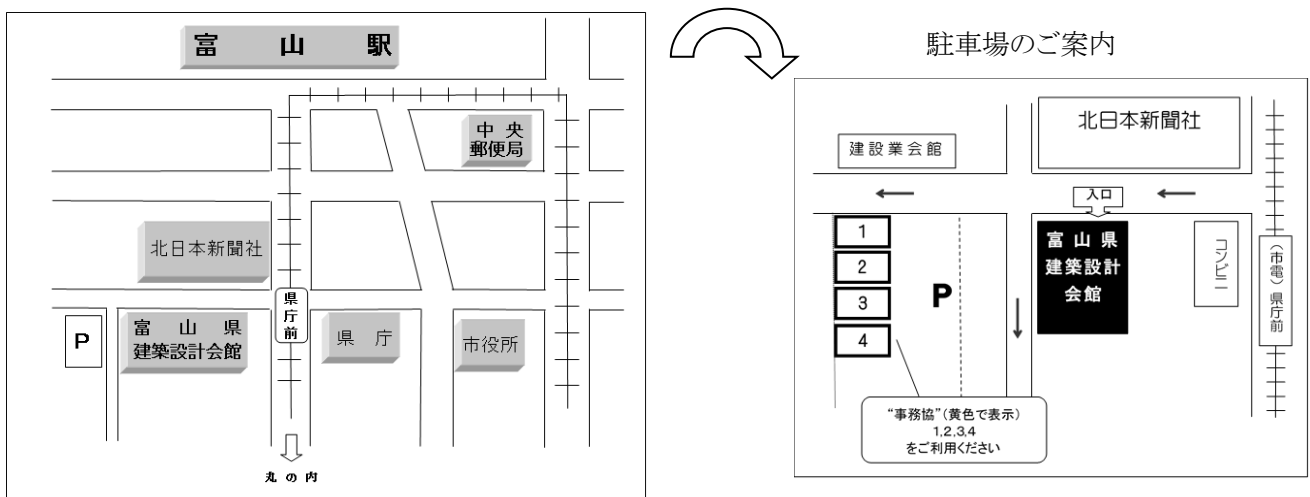 富山駅
中央
郵便局
北日本新聞社
県庁前
P
富山県
建築設計会館
県庁
市役所
丸の内
駐車場のご案内
北日本新聞社
建設業会館
入口
1
2
3
4
P
富山県
建築設計
会館
コンビニ
(市電)県庁前
“事務協”(黄色で表示)
1,2,3,4
をご利用ください